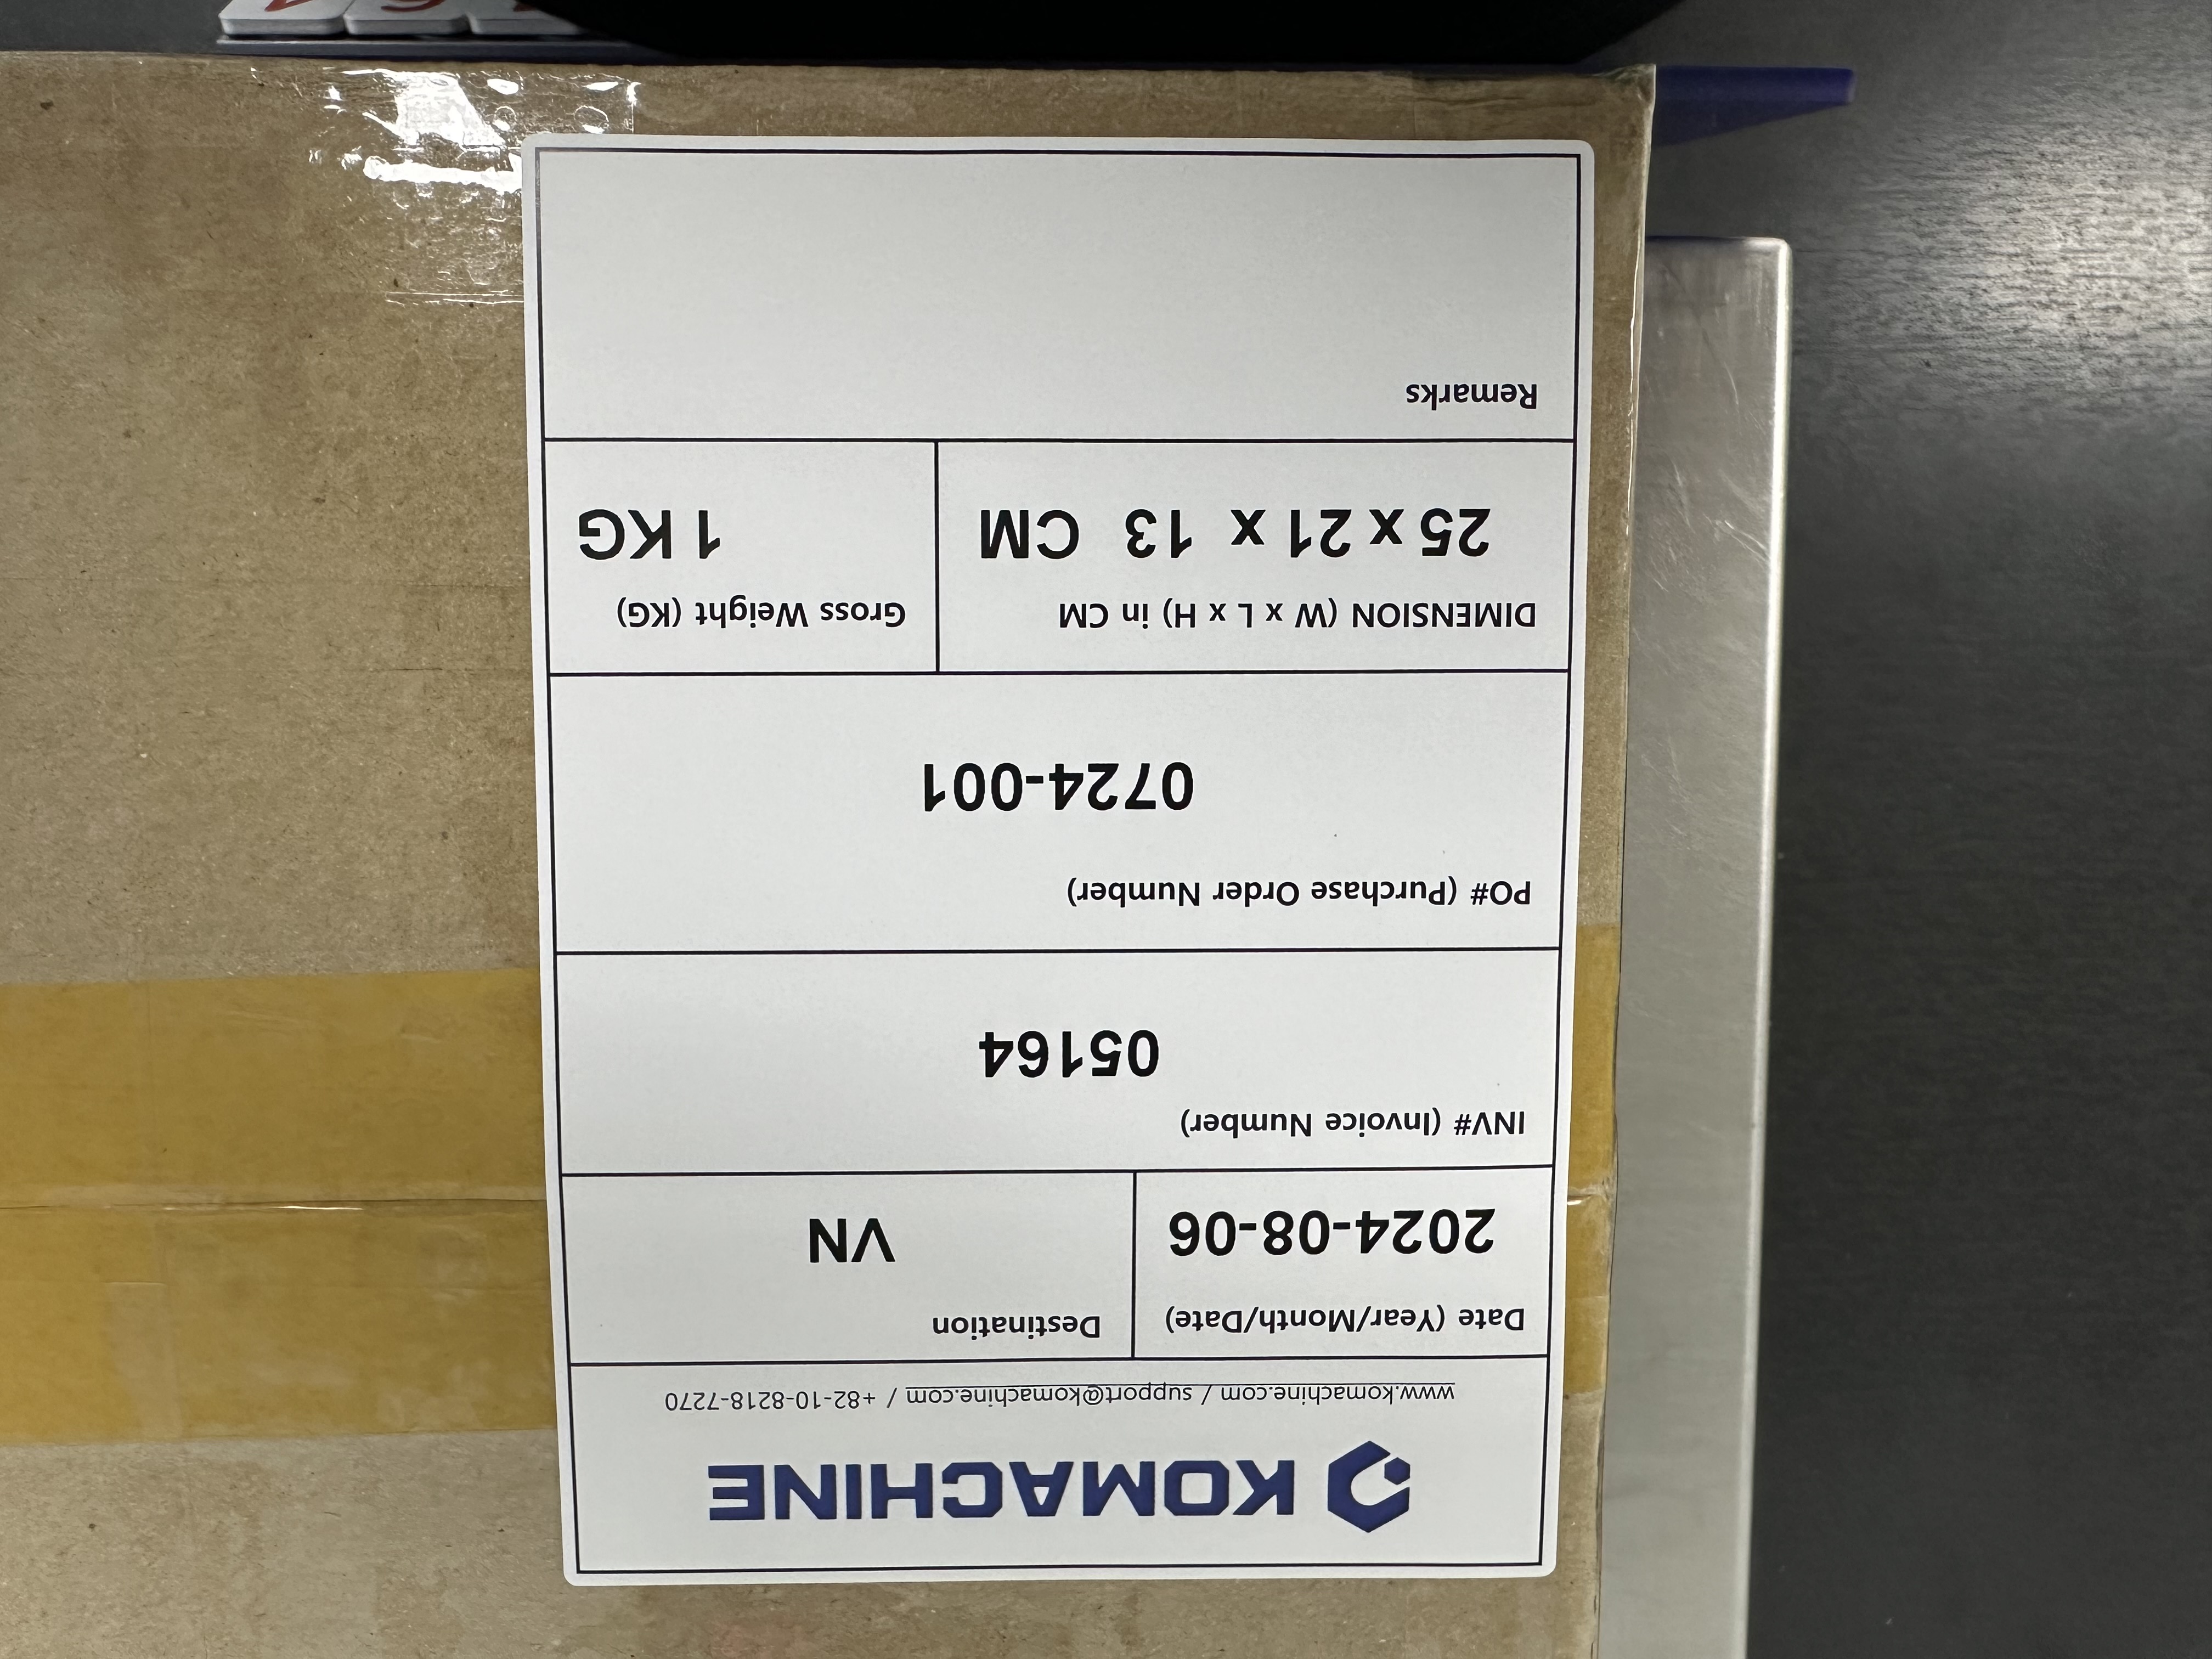 KOMACHINE
www.komachine.com / support@komachine.com / +82-10-8218-7270
Date (Year/Month/Date)
2024-08-06
Destination
VN
INV# (Invoice Number)
05164
PO# (Purchase Order Number)
0724-001
DIMENSION (W x L x H) in CM
25 x 21 x 13 CM
Gross Weight (KG)
1 KG
Remarks